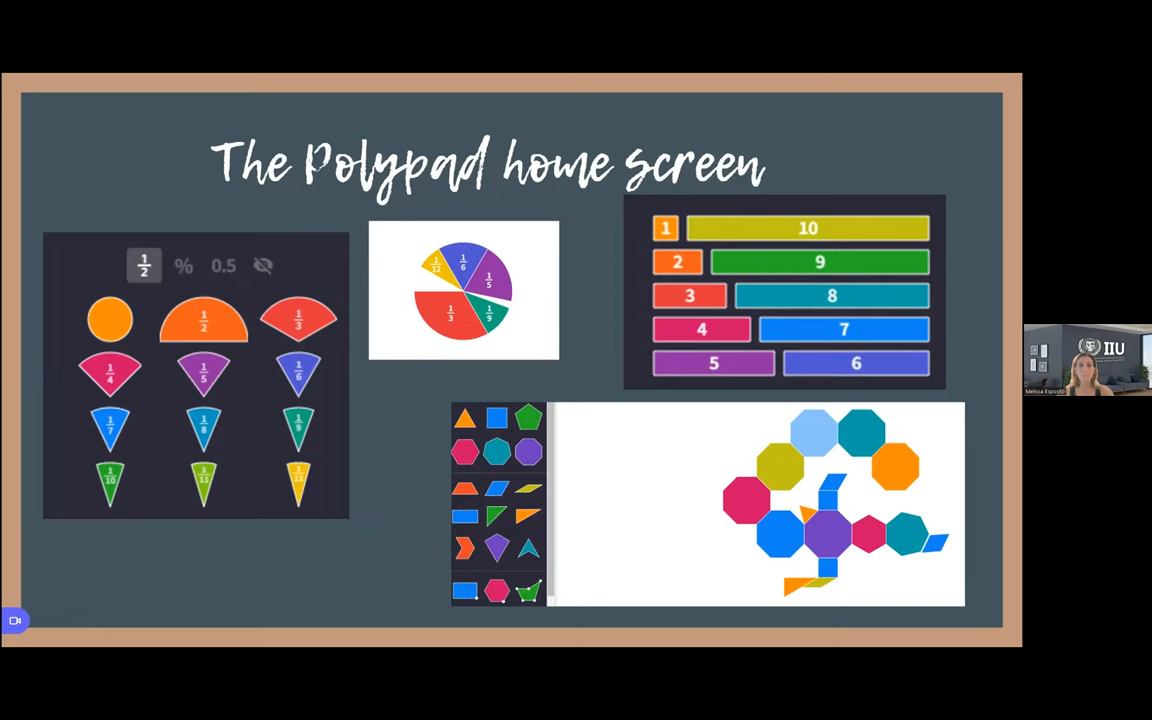 The Polypad home screen
1/2 % 0.5
1/2 1/3
1/4 1/5 1/6
1/7 1/8 1/9
1/10 1/11 1/12
1/12 1/6 1/5
1/3 1/9
1 10
2 9
3 8
4 7
5 6
IIU
Melissa Esposito